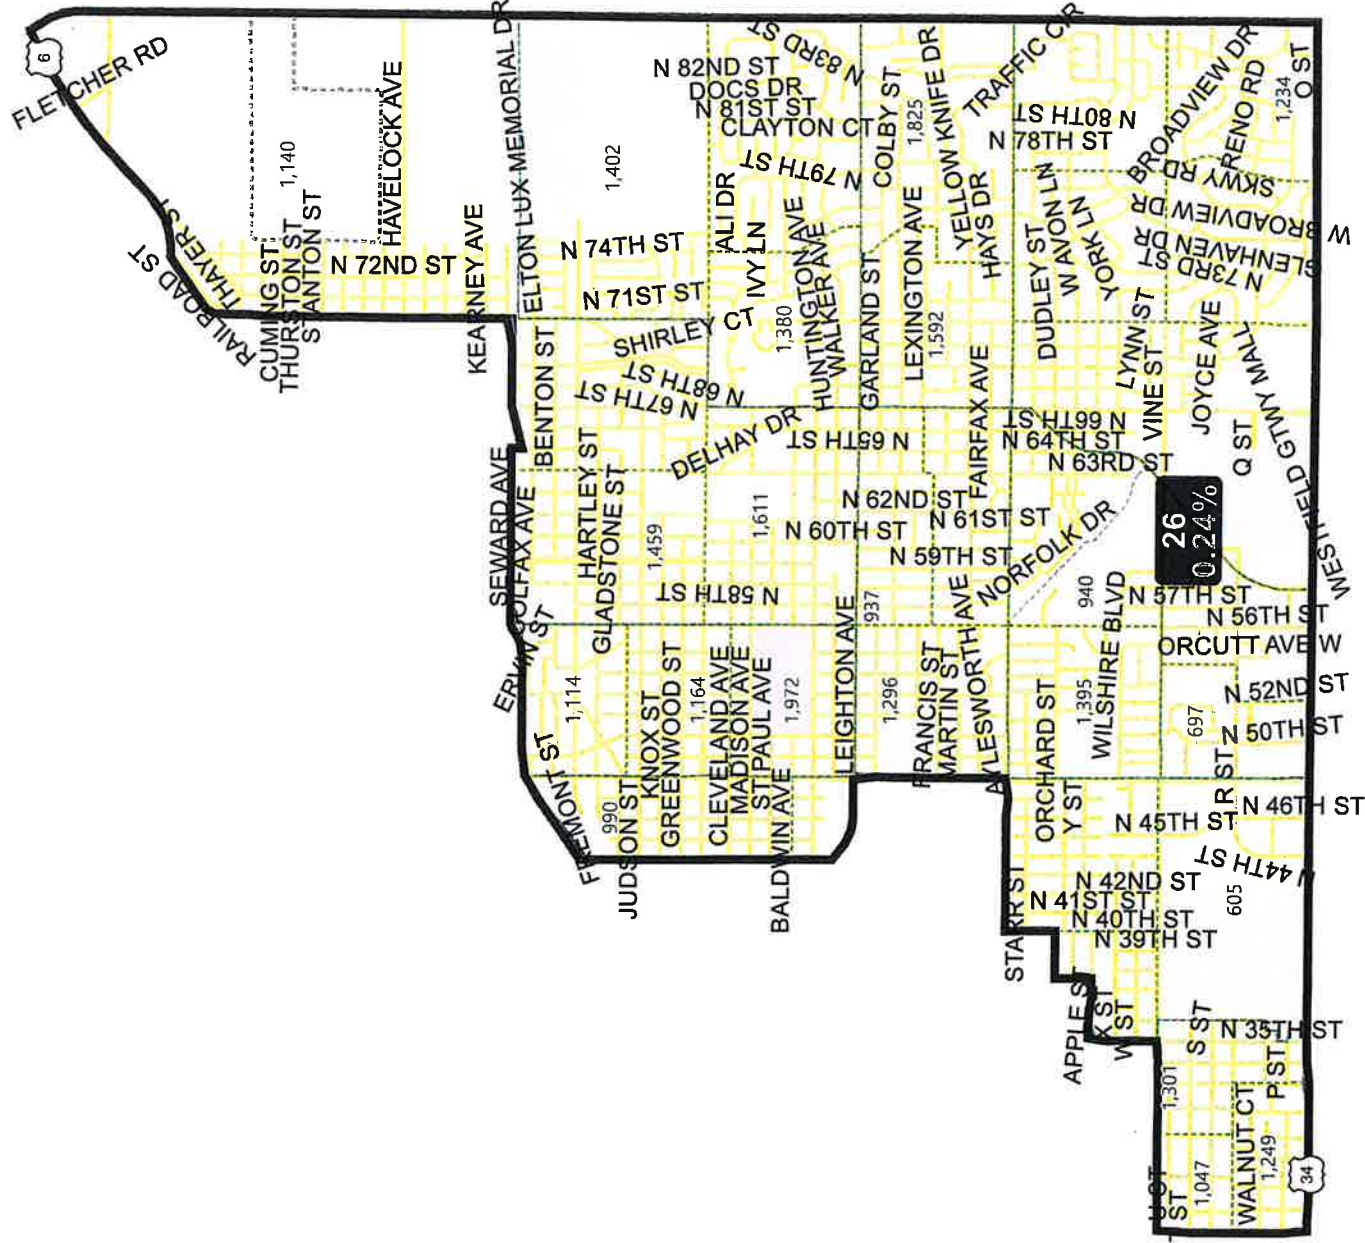 6
FLETCHER RD
RAILROAD ST
THAYER ST
CUMING ST
THURSTON ST
STANTON ST
1,140
HAVELOCK AVE
N 72ND ST
KEARNEY AVE
ELTON LUX MEMORIAL DR
1,402
N 74TH ST
N 71ST ST
N 82ND ST
DOCS DR
N 81ST ST
CLAYTON CT
N 83RD ST
N 79TH ST
ALI DR
IVY LN
HUNTINGTON AVE
WALKER AVE
COLBY ST
1,825
YELLOW KNIFE DR
TRAFFIC CIR
N 80TH ST
N 78TH ST
BROADVIEW DR
RENO RD
1,234
O ST
SKWY RD
W BROADVIEW DR
GLENHAVEN DR
N 73RD ST
LEXINGTON AVE
HAYS DR
DUDLEY ST
W AVON LN
YORK LN
GARLAND ST
1,592
1,380
SHIRLEY CT
N 68TH ST
N 67TH ST
BENTON ST
LYNN ST
VINE ST
JOYCE AVE
WESTFIELD GTWY MALL
Q ST
N 66TH ST
N 64TH ST
N 63RD ST
FAIRFAX AVE
N 65TH ST
DELHAY DR
SEWARD AVE
COLFAX AVE
HARTLEY ST
GLADSTONE ST
1,459
1,611
N 62ND ST
N 60TH ST
N 61ST ST
N 59TH ST
NORFOLK DR
26
0.24%
N 58TH ST
ERVIN ST
937
940
N 57TH ST
N 56TH ST
ORCUTT AVE W
1,114
KNOX ST
GREENWOOD ST
1,164
CLEVELAND AVE
MADISON AVE
ST PAUL AVE
1,972
LEIGHTON AVE
1,296
FRANCIS ST
MARTIN ST
AYLESWORTH AVE
ORCHARD ST
1,395
WILSHIRE BLVD
697
N 52ND ST
N 50TH ST
FREMONT ST
990
JUDSON ST
BALDWIN AVE
Y ST
R ST
N 46TH ST
N 45TH ST
N 44TH ST
STARR ST
N 42ND ST
N 41ST ST
N 40TH ST
N 39TH ST
605
APPLE ST
X ST
W ST
S ST
N 35TH ST
P ST
1,301
WALNUT CT
1,249
1,047
U ST
34